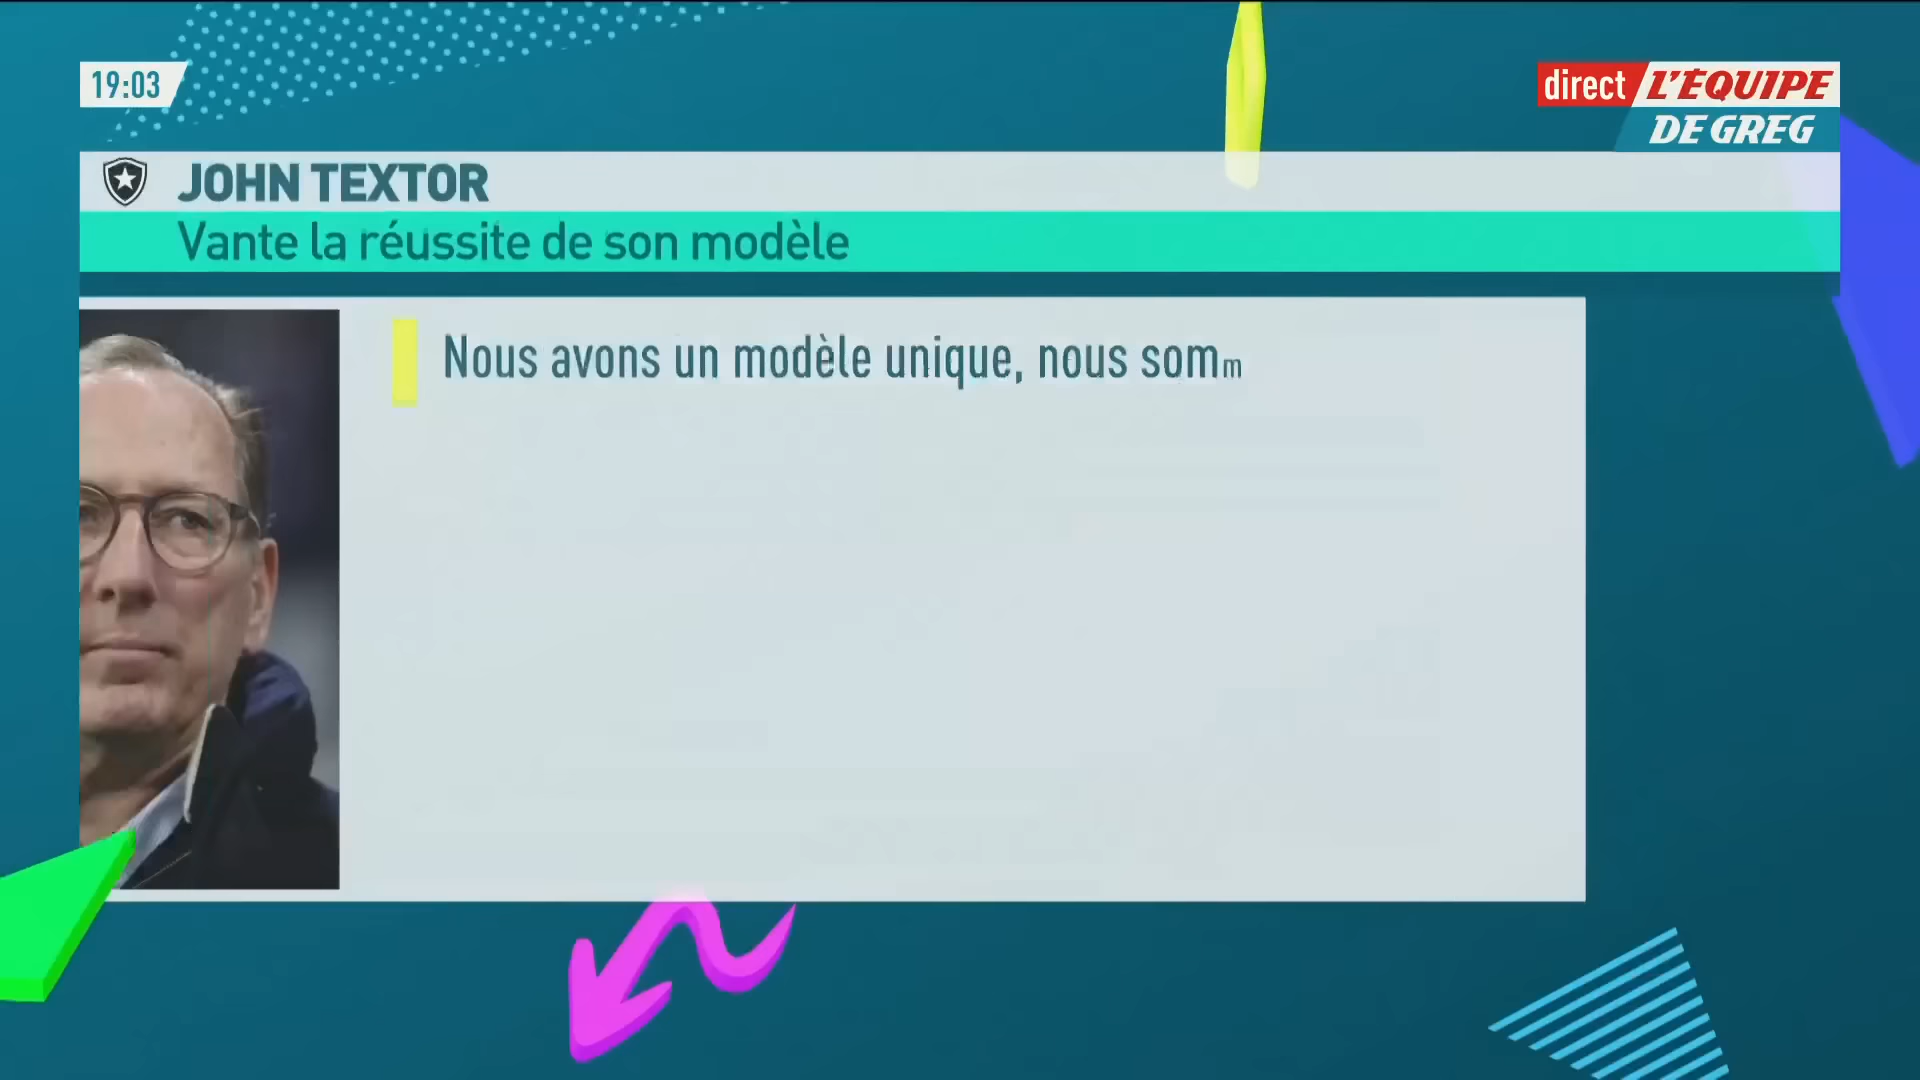 19:03
direct L'ÉQUIPE
DE GREG
JOHN TEXTOR
Vante la réussite de son modèle
Nous avons un modèle unique, nous somm